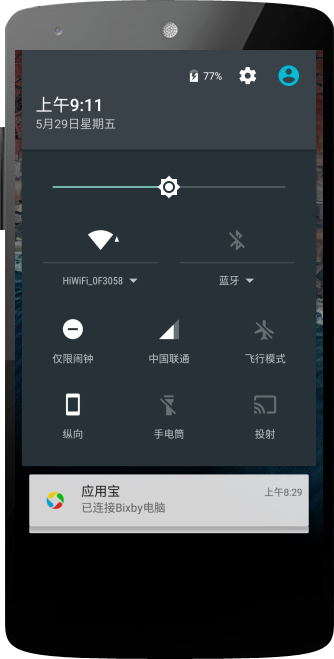 77%
上午9:11
5月29日星期五
HiWiFi_0F3058
蓝牙
仅限闹钟
中国联通
飞行模式
纵向
手电筒
投射
应用宝
上午8:29
已连接Bixby电脑